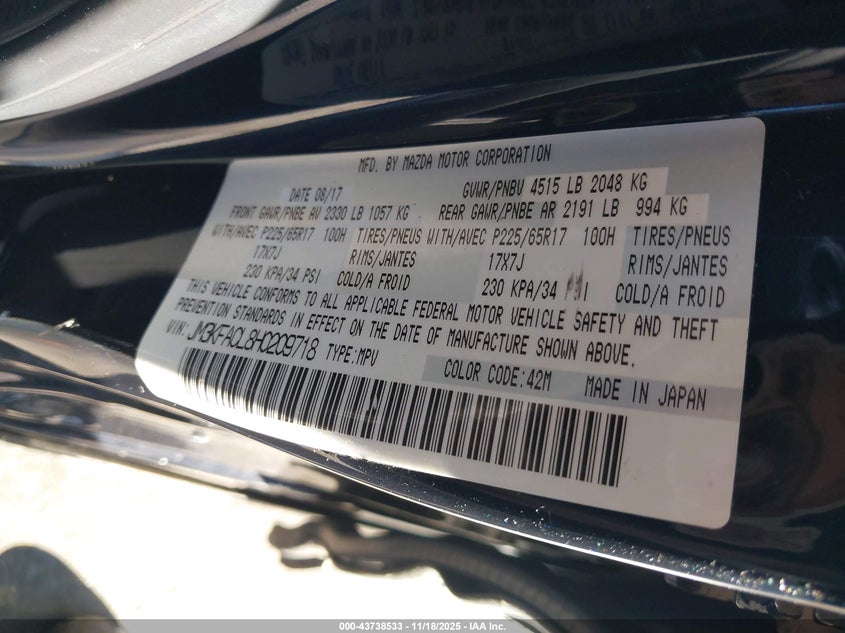 MFD. BY MAZDA MOTOR CORPORATION
DATE 08/17 GVWR/PNBV 4515 LB 2048 KG
FRONT GAWR/PNBE AV 2330 LB 1057 KG REAR GAWR/PNBE AR 2191 LB 994 KG
WITH/AVEC P225/65R17 100H TIRES/PNEUS WITH/AVEC P225/65R17 100H TIRES/PNEUS
17X7J RIMS/JANTES 17X7J RIMS/JANTES
230 KPA/34 PSI COLD/A FROID 230 KPA/34 PSI COLD/A FROID
THIS VEHICLE CONFORMS TO ALL APPLICABLE FEDERAL MOTOR VEHICLE SAFETY AND THEFT
PREVENTION STANDARDS IN EFFECT ON THE DATE OF MANUFACTURE SHOWN ABOVE.
VIN: JM3KFACL8H0209718 TYPE:MPV
COLOR CODE:42M MADE IN JAPAN
000-43738533 - 11/18/2025 - IAA Inc.